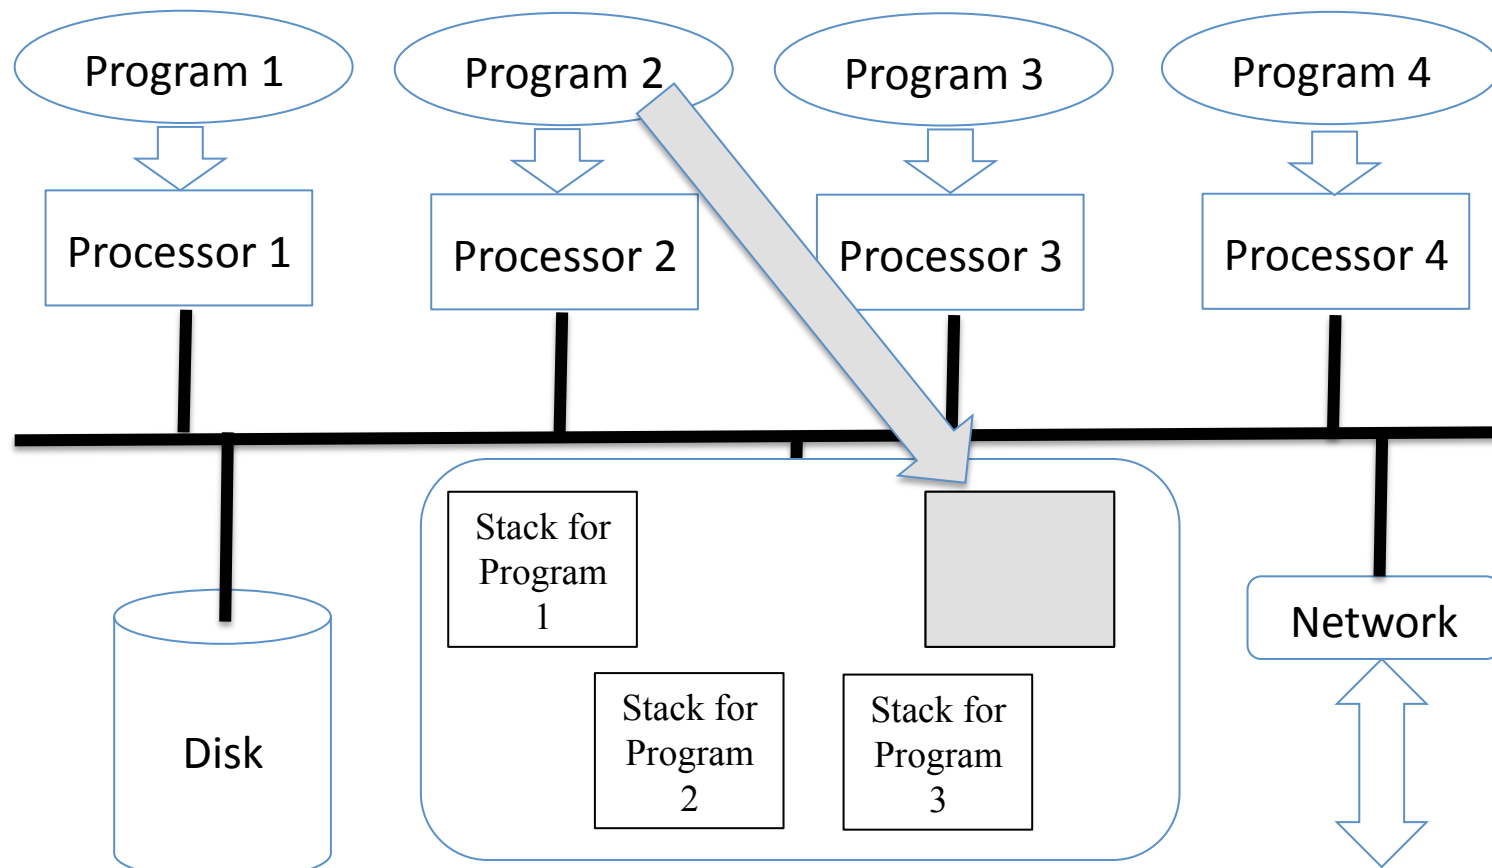 Program 1
Program 2
Program 3
Program 4
Processor 1
Processor 2
Processor 3
Processor 4
Stack for
Program
1
Stack for
Program
2
Stack for
Program
3
Disk
Network